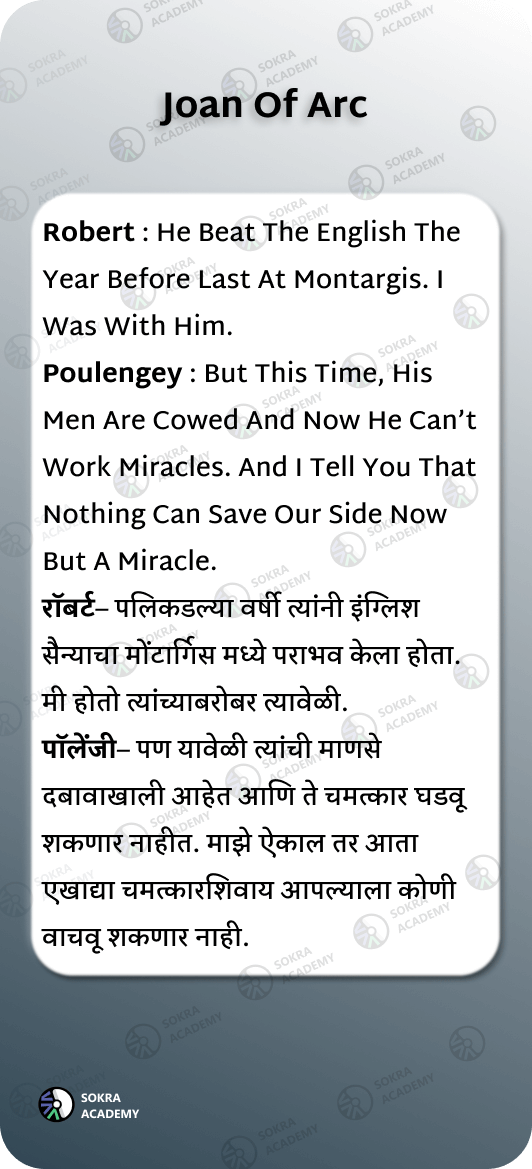 Joan Of Arc
Robert : He Beat The English The
Year Before Last At Montargis. I
Was With Him.
Poulengey : But This Time, His
Men Are Cowed And Now He Can’t
Work Miracles. And I Tell You That
Nothing Can Save Our Side Now
But A Miracle.
रॉबर्ट– पलिकडल्या वर्षी त्यांनी इंग्लिश
सैन्याचा मोंटार्गिस मध्ये पराभव केला होता.
मी होतो त्यांच्याबरोबर त्यावेळी.
पॉलेंजी– पण यावेळी त्यांची माणसे
दबावाखाली आहेत आणि ते चमत्कार घडवू
शकणार नाहीत. माझे ऐकाल तर आता
एखाद्या चमत्कारशिवाय आपल्याला कोणी
वाचवू शकणार नाही.
SOKRA
ACADEMY